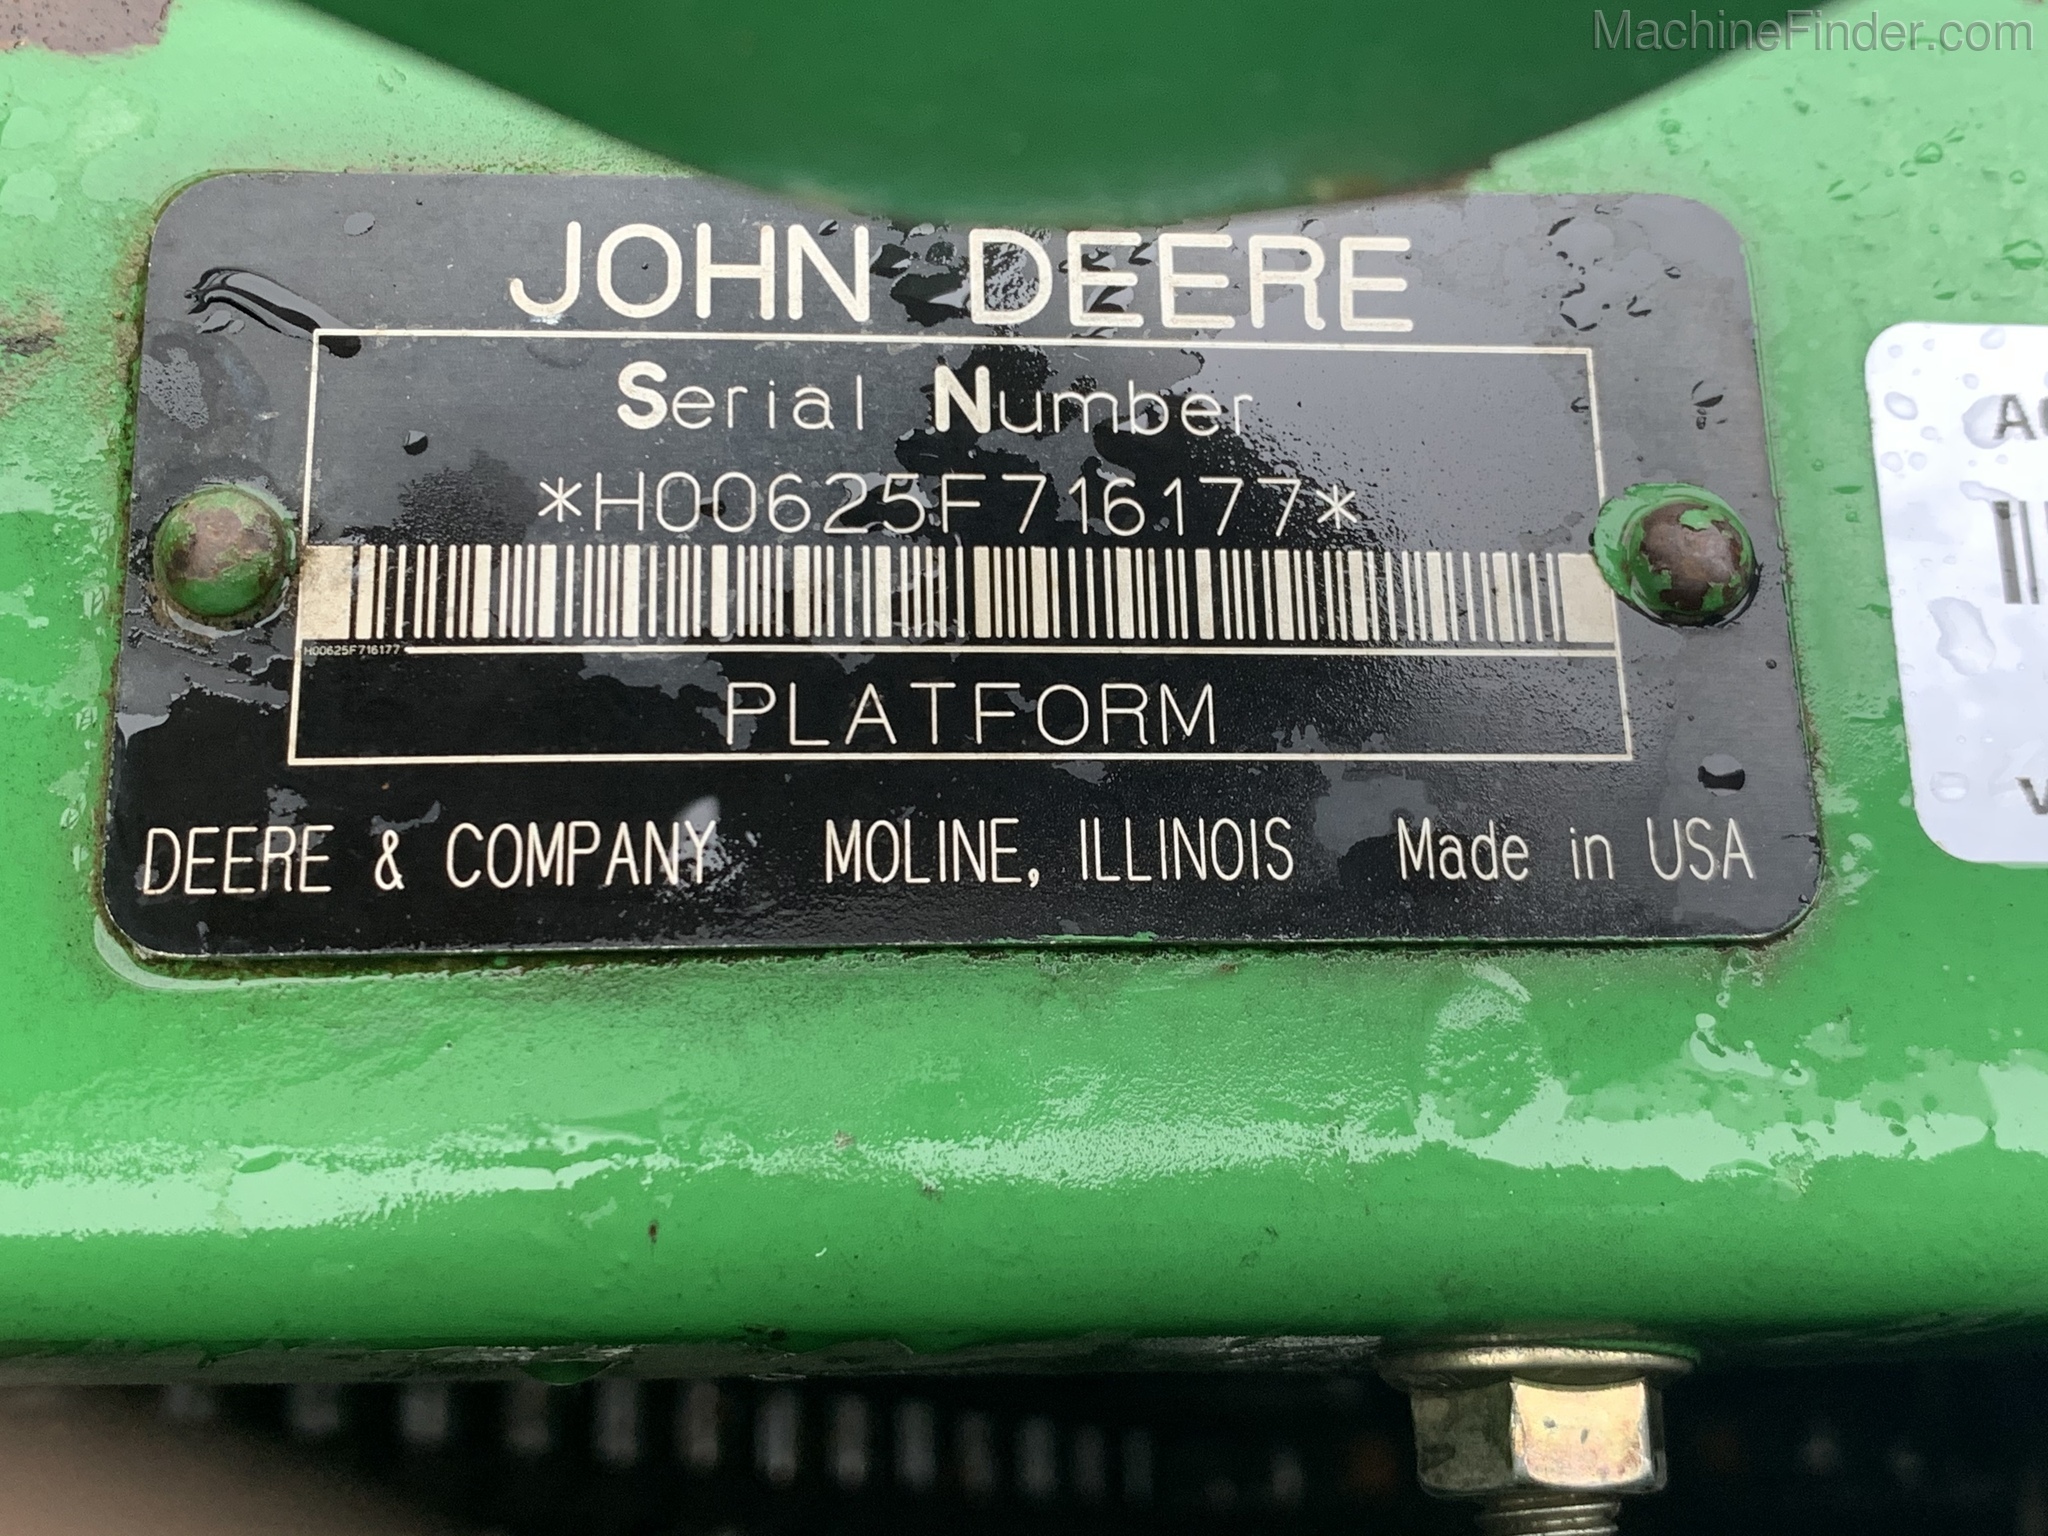 MachineFinder.com
JOHN DEERE
Serial Number
*H00625F716177*
H00625F716177
PLATFORM
DEERE & COMPANY MOLINE, ILLINOIS Made in USA